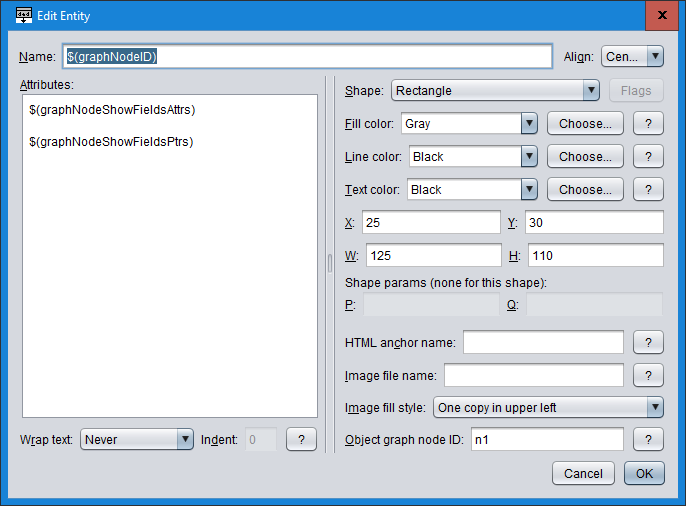 Edit Entity
Name: $(graphNodeID) Align: Cen...
Attributes:
$(graphNodeShowFieldsAttrs)
$(graphNodeShowFieldsPtrs)
Wrap text: Never Indent: 0 ?
Shape: Rectangle Flags
Fill color: Gray Choose... ?
Line color: Black Choose... ?
Text color: Black Choose... ?
X: 25 Y: 30
W: 125 H: 110
Shape params (none for this shape):
P: Q:
HTML anchor name: ?
Image file name: ?
Image fill style: One copy in upper left
Object graph node ID: n1 ?
Cancel OK